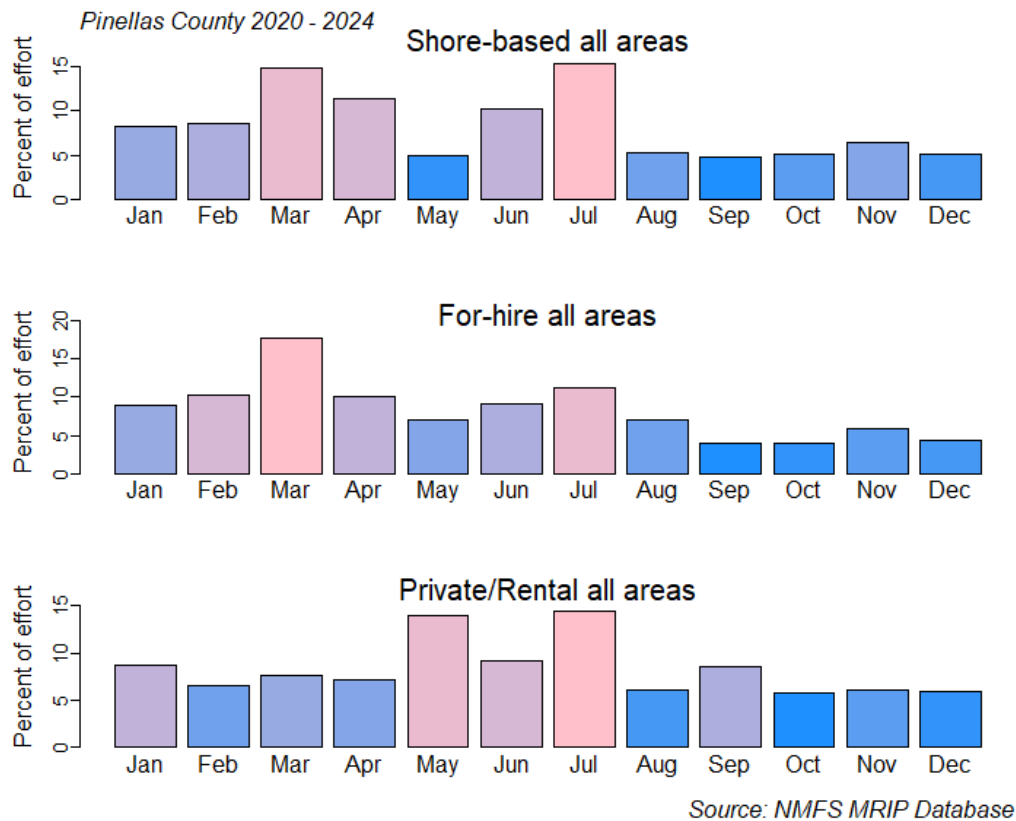 Pinellas County 2020 - 2024
Shore-based all areas
Percent of effort
15
10
5
0
Jan Feb Mar Apr May Jun Jul Aug Sep Oct Nov Dec
For-hire all areas
Percent of effort
20
15
10
5
0
Jan Feb Mar Apr May Jun Jul Aug Sep Oct Nov Dec
Private/Rental all areas
Percent of effort
15
10
5
0
Jan Feb Mar Apr May Jun Jul Aug Sep Oct Nov Dec
Source: NMFS MRIP Database